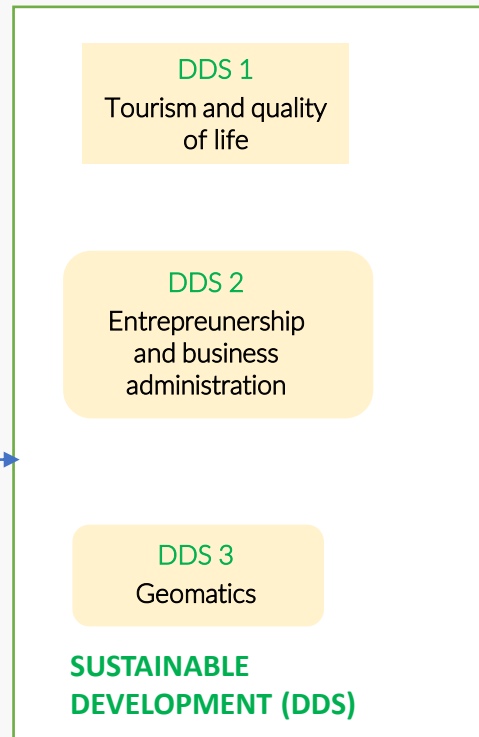 DDS 1
Tourism and quality
of life
DDS 2
Entrepreunership
and business
administration
DDS 3
Geomatics
SUSTAINABLE
DEVELOPMENT (DDS)